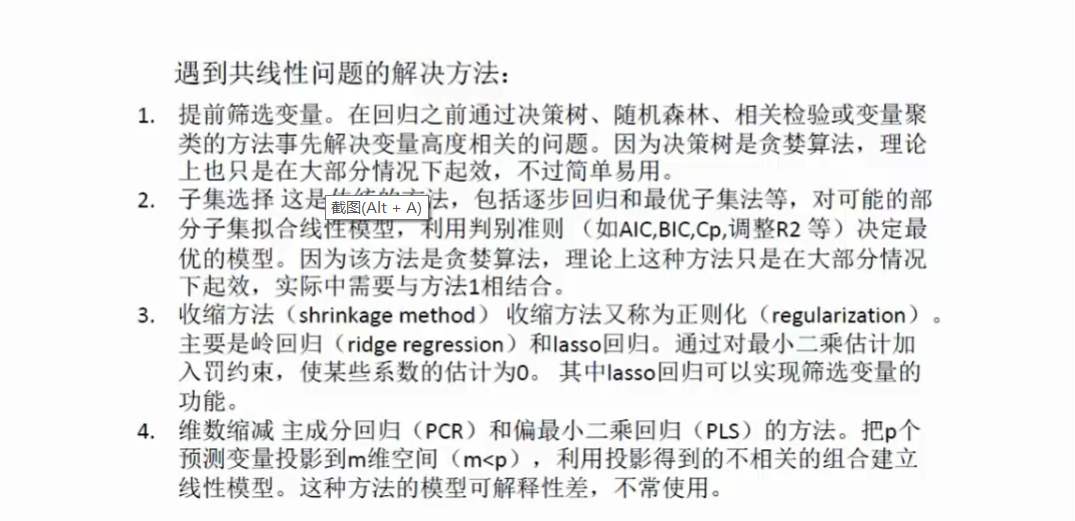 遇到共线性问题的解决方法：
1. 提前筛选变量。在回归之前通过决策树、随机森林、相关检验或变量聚
类的方法事先解决变量高度相关的问题。因为决策树是贪婪算法，理论
上也只是在大部分情况下起效，不过简单易用。
2. 子集选择 这是 法，包括逐步回归和最优子集法等，对可能的部
截图(Alt + A)
分子集拟合线性模型，利用判别准则 （如AIC,BIC,Cp,调整R2 等）决定最
优的模型。因为该方法是贪婪算法，理论上这种方法只是在大部分情况
下起效，实际中需要与方法1相结合。
3. 收缩方法（shrinkage method） 收缩方法又称为正则化（regularization）。
主要是岭回归（ridge regression）和lasso回归。通过对最小二乘估计加
入罚约束，使某些系数的估计为0。 其中lasso回归可以实现筛选变量的
功能。
4. 维数缩减 主成分回归（PCR）和偏最小二乘回归（PLS）的方法。把p个
预测变量投影到m维空间（m<p），利用投影得到的不相关的组合建立
线性模型。这种方法的模型可解释性差，不常使用。